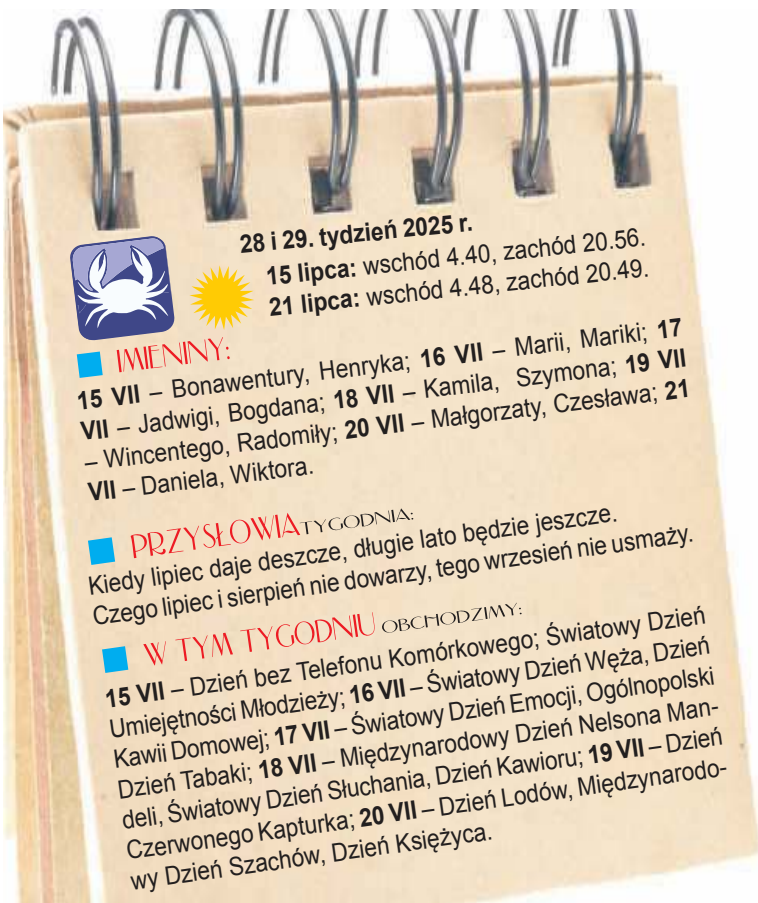 28 i 29. tydzień 2025 r.
15 lipca: wschód 4.40, zachód 20.56.
21 lipca: wschód 4.48, zachód 20.49.
IMIENINY:
15 VII – Bonawentury, Henryka; 16 VII – Marii, Mariki; 17
VII – Jadwigi, Bogdana; 18 VII – Kamila, Szymona; 19 VII
– Wincentego, Radomiły; 20 VII – Małgorzaty, Czesława; 21
VII – Daniela, Wiktora.
PRZYSŁOWIA TYGODNIA:
Kiedy lipiec daje deszcze, długie lato będzie jeszcze.
Czego lipiec i sierpień nie dowarzy, tego wrzesień nie usmaży.
W TYM TYGODNIU OBCHODZIMY:
15 VII – Dzień bez Telefonu Komórkowego; Światowy Dzień
Umiejętności Młodzieży; 16 VII – Światowy Dzień Węża, Dzień
Kawii Domowej; 17 VII – Światowy Dzień Emocji, Ogólnopolski
Dzień Tabaki; 18 VII – Międzynarodowy Dzień Nelsona Man-
deli, Światowy Dzień Słuchania, Dzień Kawioru; 19 VII – Dzień
Czerwonego Kapturka; 20 VII – Dzień Lodów, Międzynarodo-
wy Dzień Szachów, Dzień Księżyca.